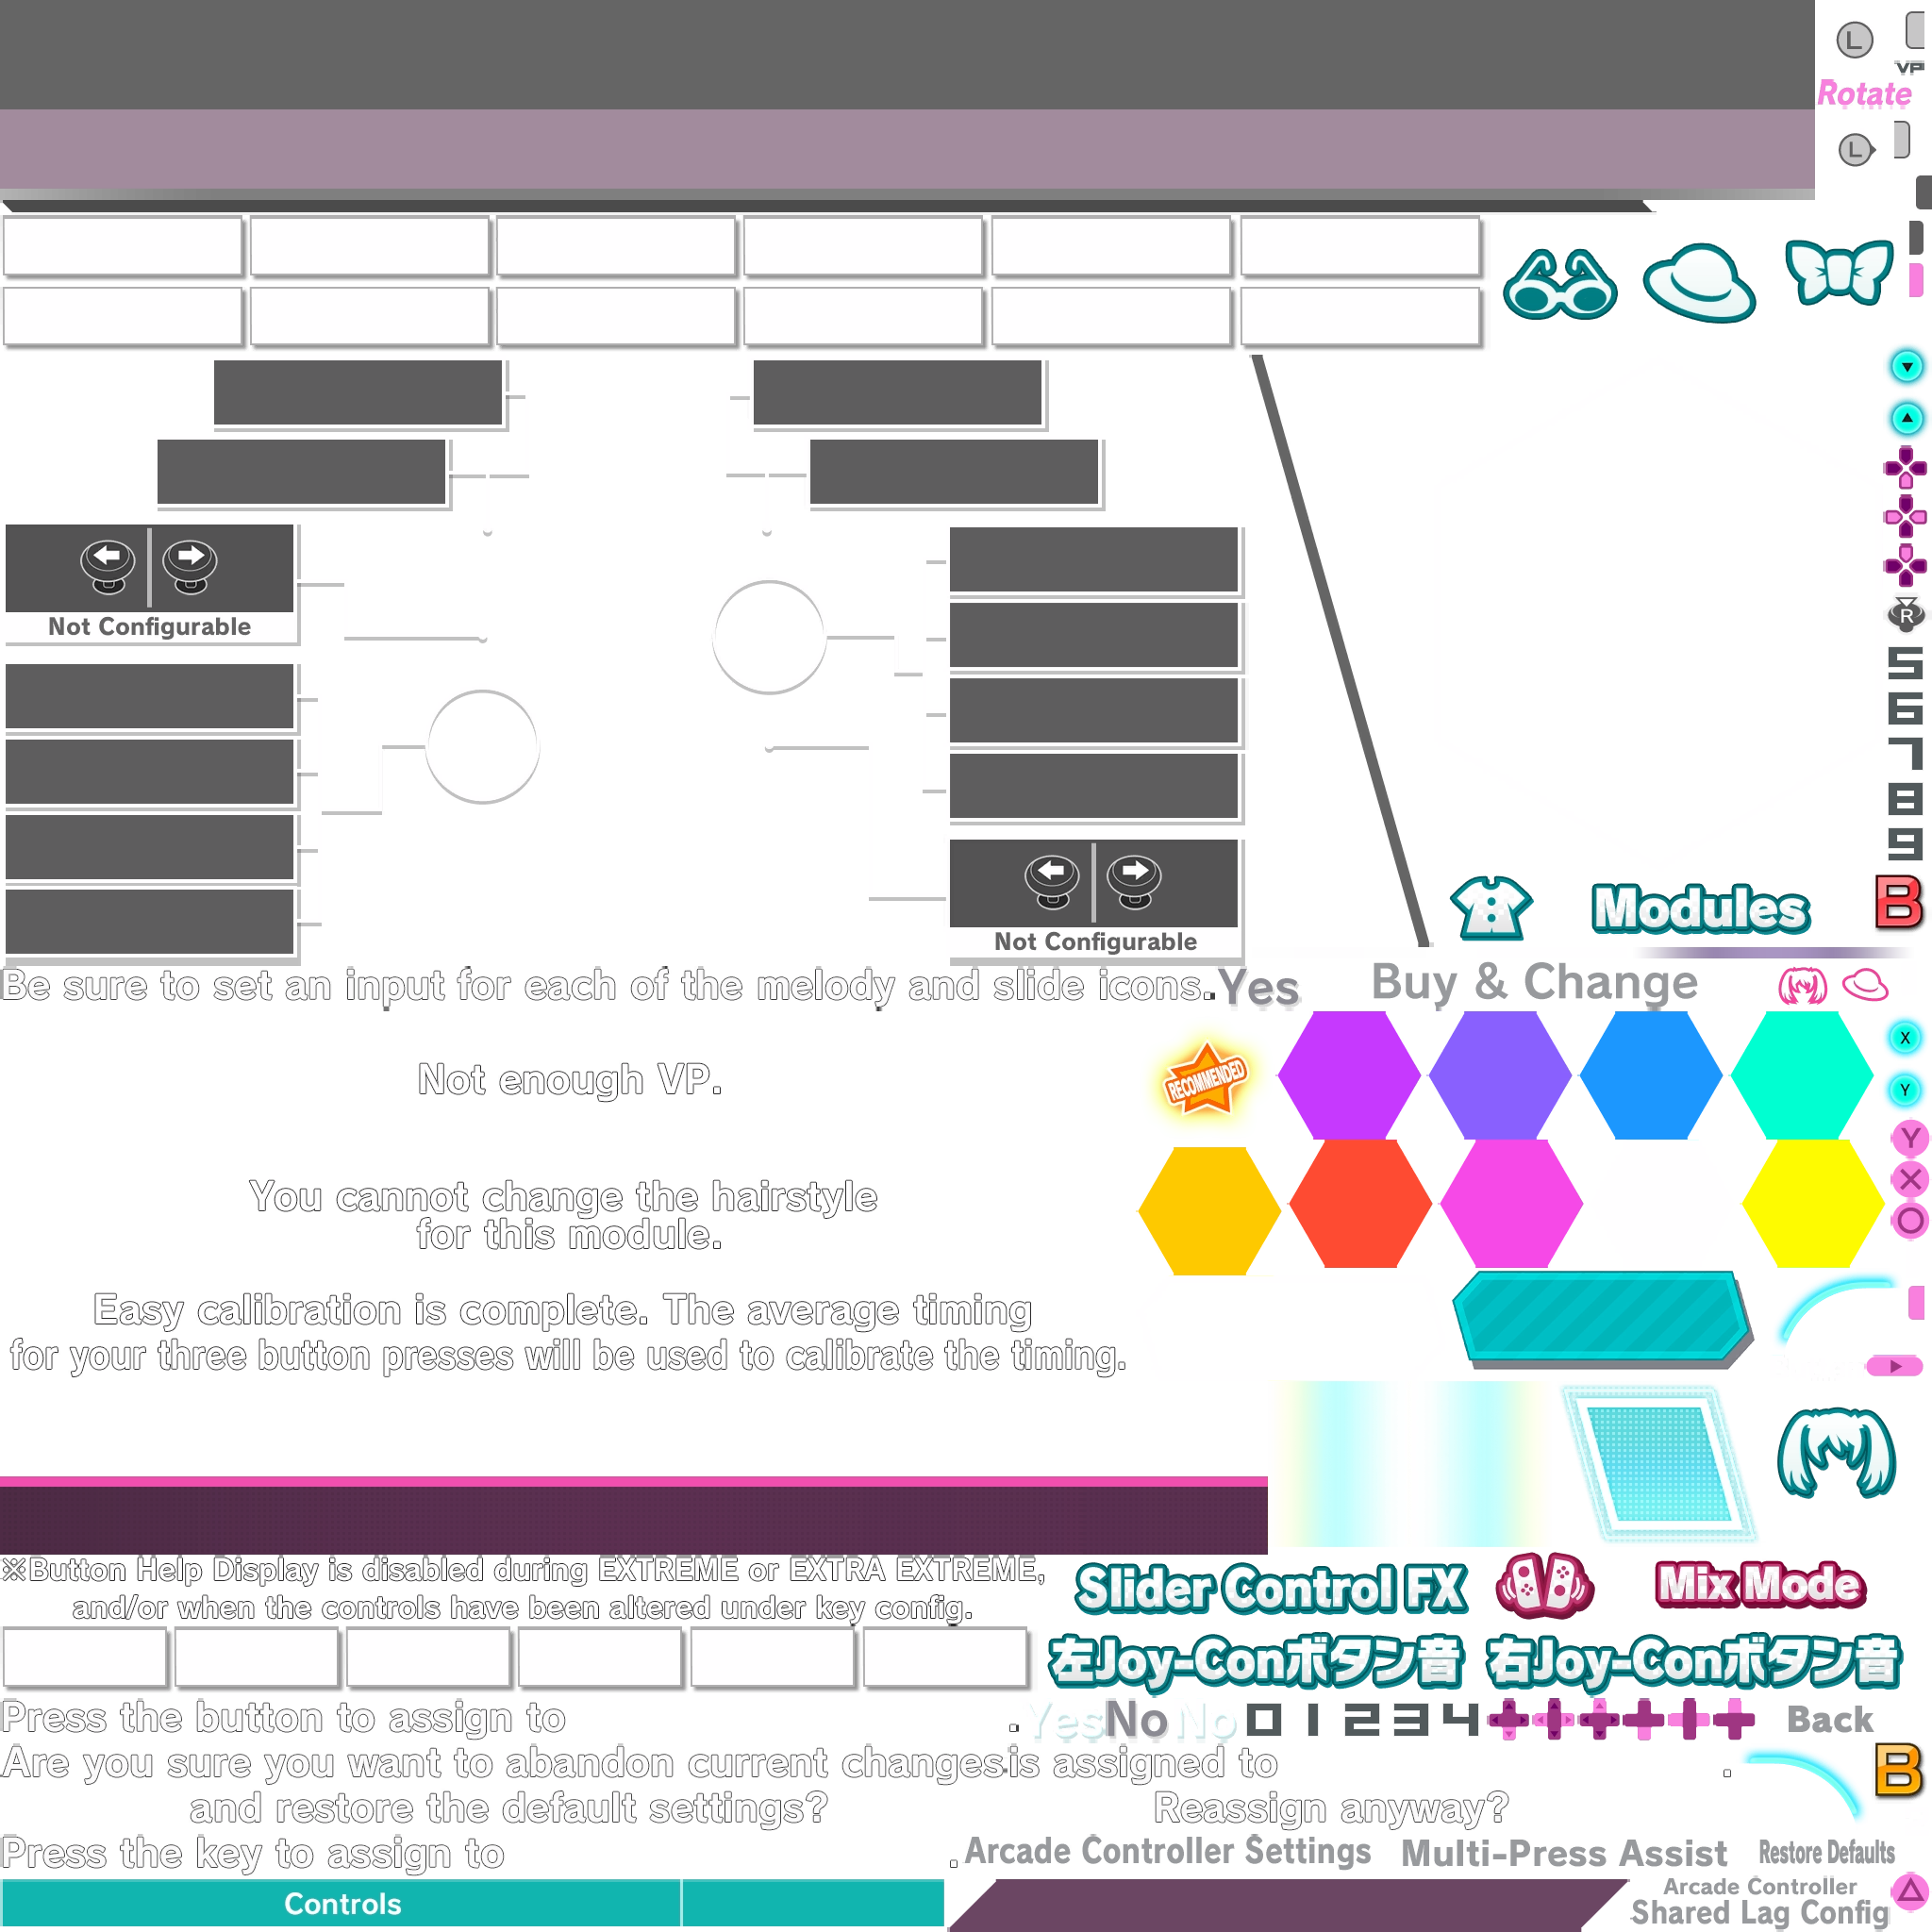 L
VP
Rotate
L
Not Configurable
R
5
6
7
8
9
Not Configurable
Modules
B
Be sure to set an input for each of the melody and slide icons.
Yes
Buy & Change
Not enough VP.
RECOMMENDED
X
Y
Y
You cannot change the hairstyle
for this module.
Easy calibration is complete. The average timing
for your three button presses will be used to calibrate the timing.
※Button Help Display is disabled during EXTREME or EXTRA EXTREME,
and/or when the controls have been altered under key config.
Slider Control FX
Mix Mode
左Joy-Conボタン音
右Joy-Conボタン音
Press the button to assign to .
Yes
No
No
0 1 2 3 4
Back
Are you sure you want to abandon current changes
and restore the default settings?
is assigned to .
Reassign anyway?
B
Press the key to assign to .
Arcade Controller Settings
Multi-Press Assist
Restore Defaults
Controls
Arcade Controller
Shared Lag Config